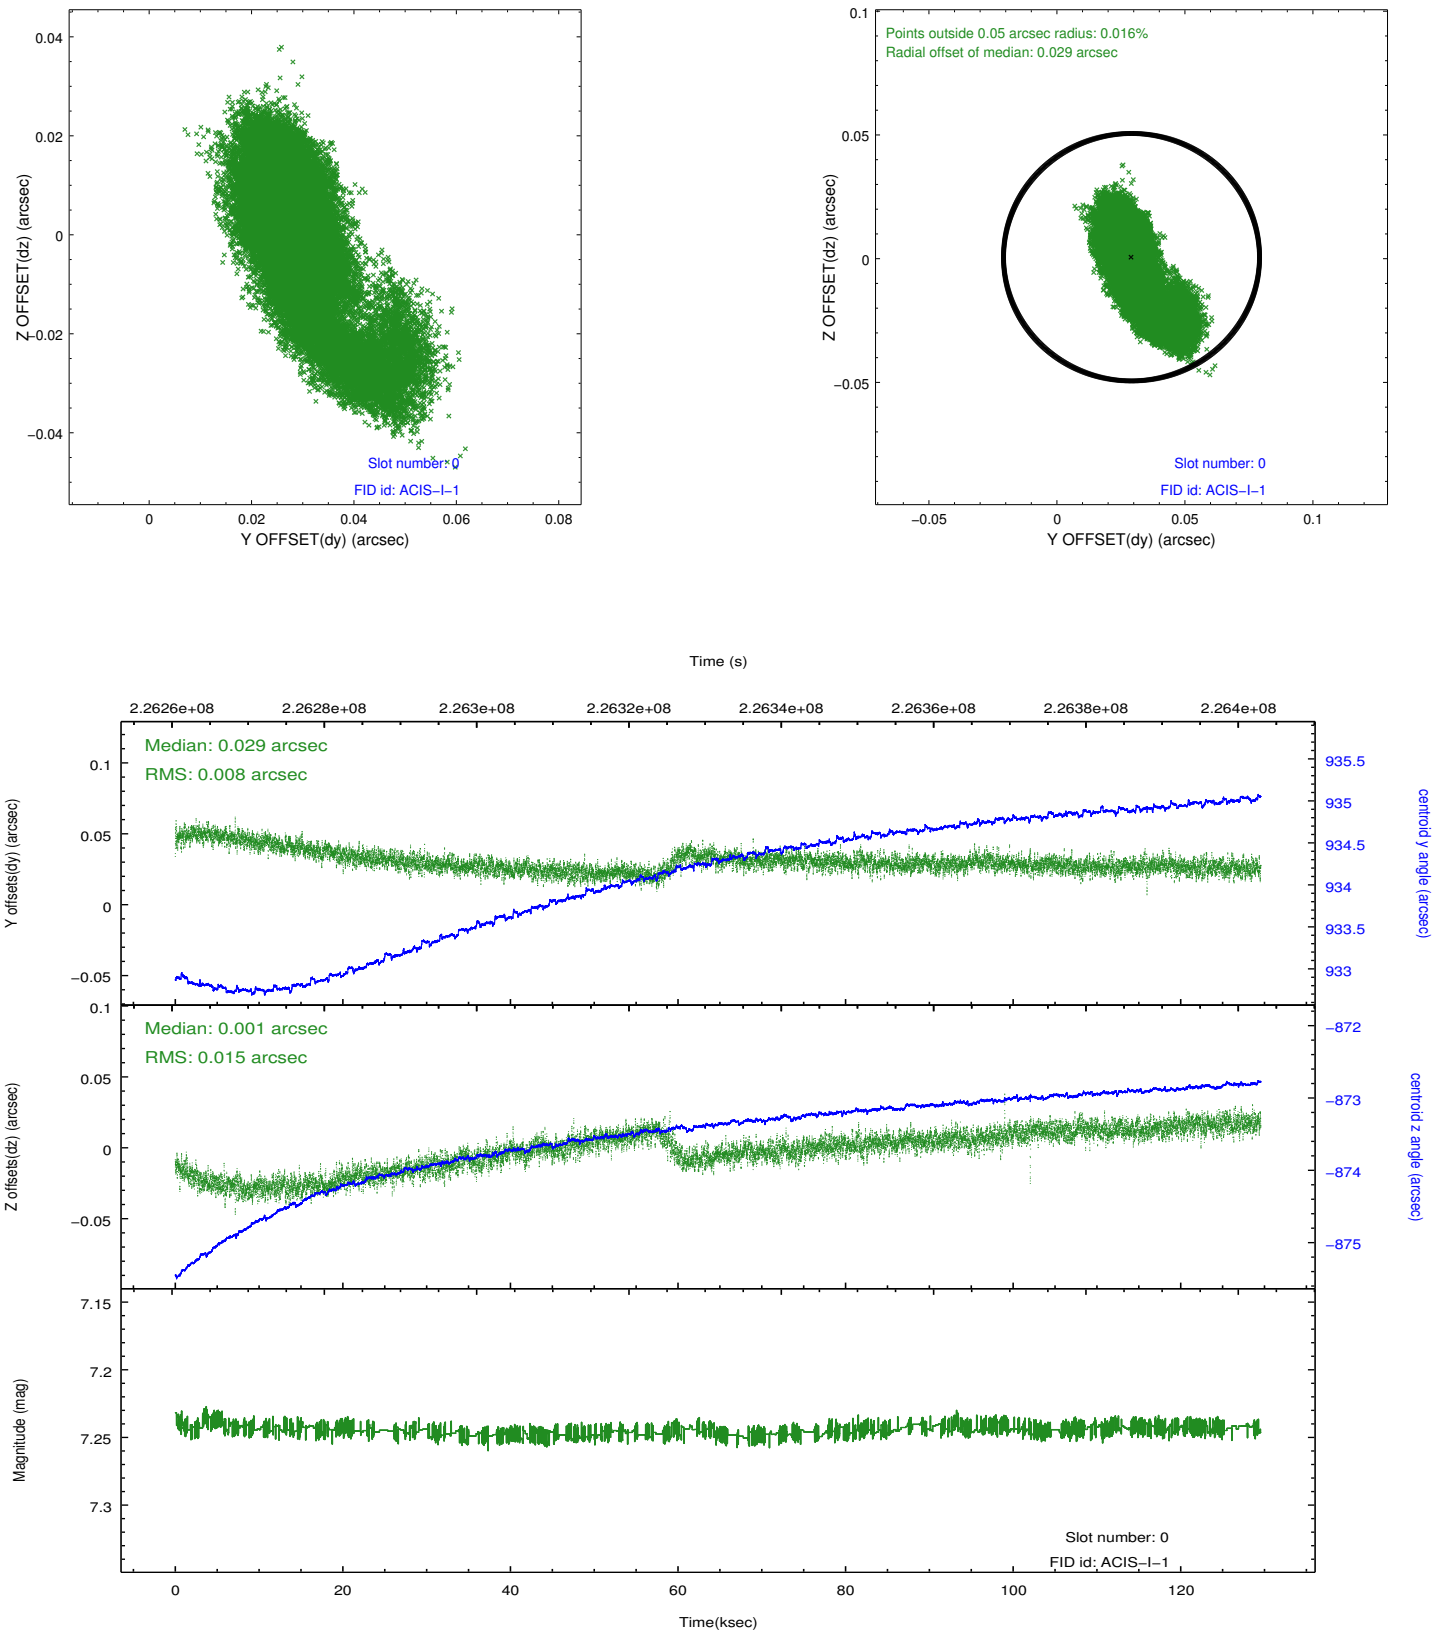 0.04
0.02
0
−0.02
−0.04
Z OFFSET(dz) (arcsec)
Slot number: 0
FID id: ACIS−I−1
0 0.02 0.04 0.06 0.08
Y OFFSET(dy) (arcsec)
Points outside 0.05 arcsec radius: 0.016%
Radial offset of median: 0.029 arcsec
0.1
0.05
0
−0.05
Z OFFSET(dz) (arcsec)
Slot number: 0
FID id: ACIS−I−1
−0.05 0 0.05 0.1
Y OFFSET(dy) (arcsec)
Time (s)
2.2626e+08 2.2628e+08 2.263e+08 2.2632e+08 2.2634e+08 2.2636e+08 2.2638e+08 2.264e+08
Median: 0.029 arcsec
RMS: 0.008 arcsec
0.1
0.05
0
−0.05
Y offsets(dy) (arcsec)
935.5
935
934.5
934
933.5
933
centroid y angle (arcsec)
Median: 0.001 arcsec
RMS: 0.015 arcsec
0.1
0.05
0
−0.05
Z offsets(dz) (arcsec)
−872
−873
−874
−875
centroid z angle (arcsec)
7.15
7.2
7.25
7.3
Magnitude (mag)
Slot number: 0
FID id: ACIS−I−1
0 20 40 60 80 100 120
Time(ksec)